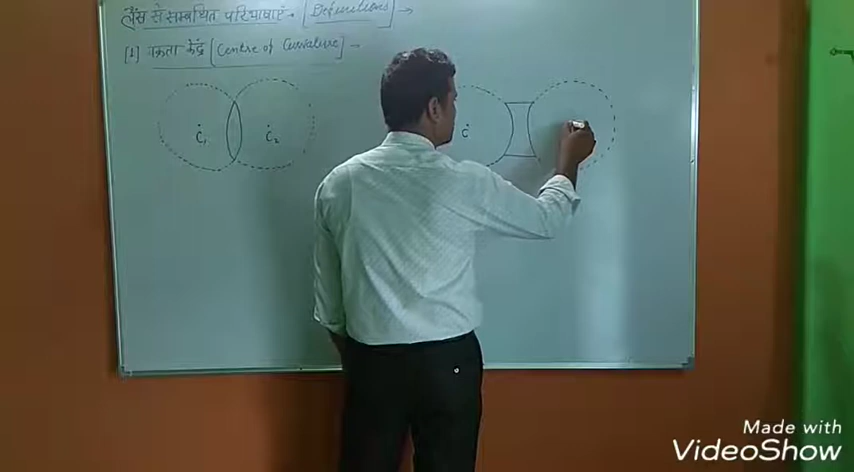 लैंस से सम्बधित परिभाषाएं. [Definitions] →
[1] वक्रता केंद्र [Centre of Curvature] →
C₁ C₂ C
Made with
VideoShow